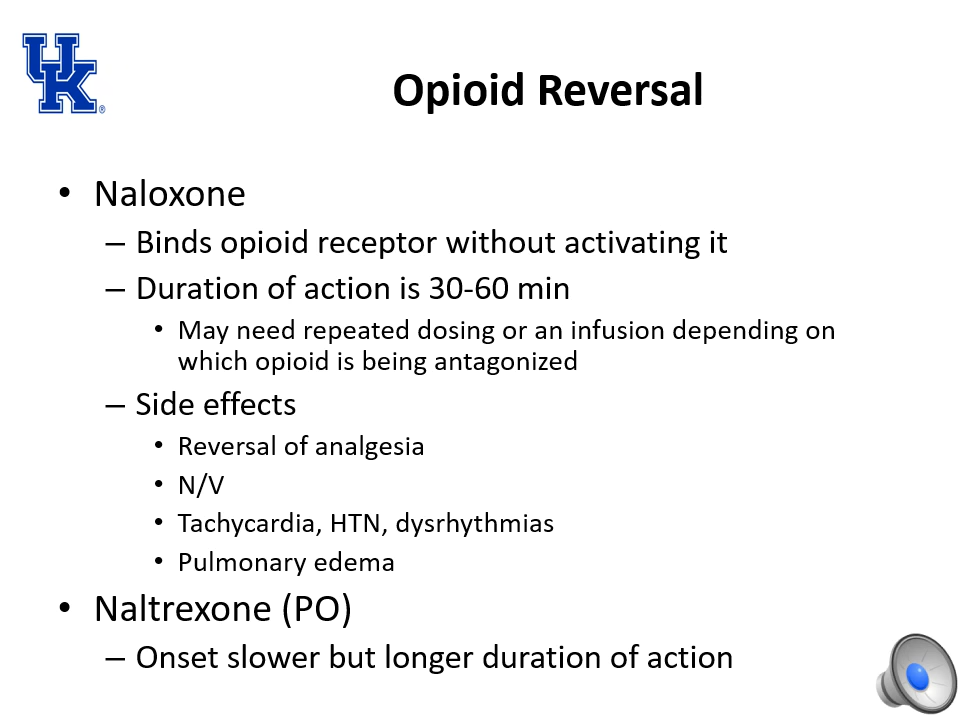 UK®
Opioid Reversal
• Naloxone
– Binds opioid receptor without activating it
– Duration of action is 30-60 min
• May need repeated dosing or an infusion depending on
which opioid is being antagonized
– Side effects
• Reversal of analgesia
• N/V
• Tachycardia, HTN, dysrhythmias
• Pulmonary edema
• Naltrexone (PO)
– Onset slower but longer duration of action